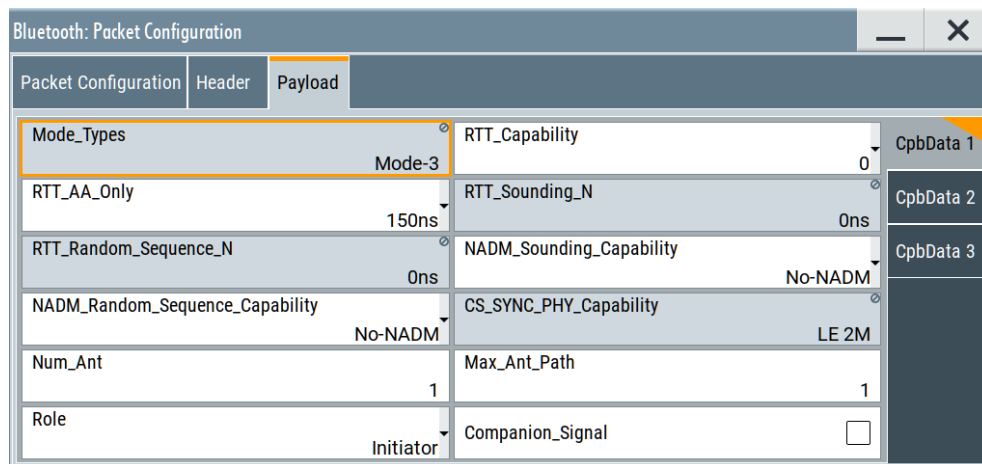 Bluetooth: Packet Configuration
Packet Configuration Header Payload
Mode_Types
Mode-3
RTT_Capability
0
CpbData 1
RTT_AA_Only
150ns
RTT_Sounding_N
0ns
CpbData 2
RTT_Random_Sequence_N
0ns
NADM_Sounding_Capability
No-NADM
CpbData 3
NADM_Random_Sequence_Capability
No-NADM
CS_SYNC_PHY_Capability
LE 2M
Num_Ant
1
Max_Ant_Path
1
Role
Initiator
Companion_Signal